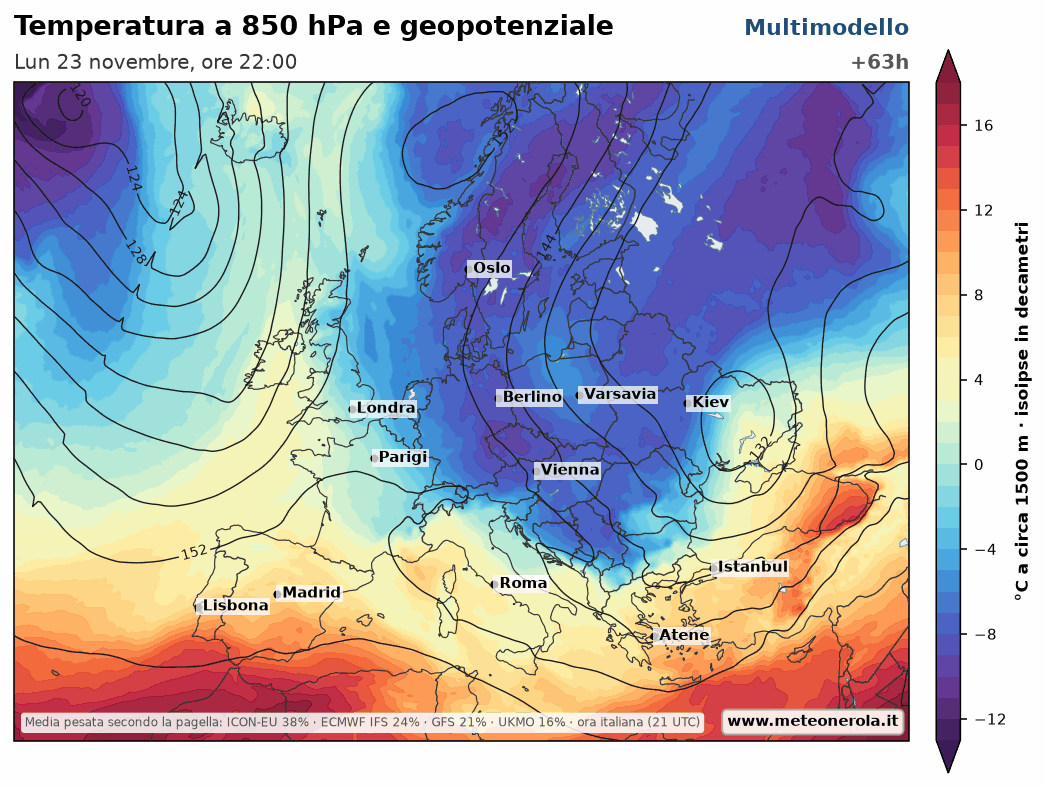 Temperatura a 850 hPa e geopotenziale
Multimodello
Lun 23 novembre, ore 22:00
+63h
120
152
124
124
128
144
16
12
8
4
0
−4
−8
−12
°C a circa 1500 m · isoipse in decametri
Oslo
Berlino
Varsavia
Kiev
Londra
132
Parigi
Vienna
152
Istanbul
Roma
Madrid
Lisbona
Atene
Media pesata secondo la pagella: ICON-EU 38% · ECMWF IFS 24% · GFS 21% · UKMO 16% · ora italiana (21 UTC)
www.meteonerola.it